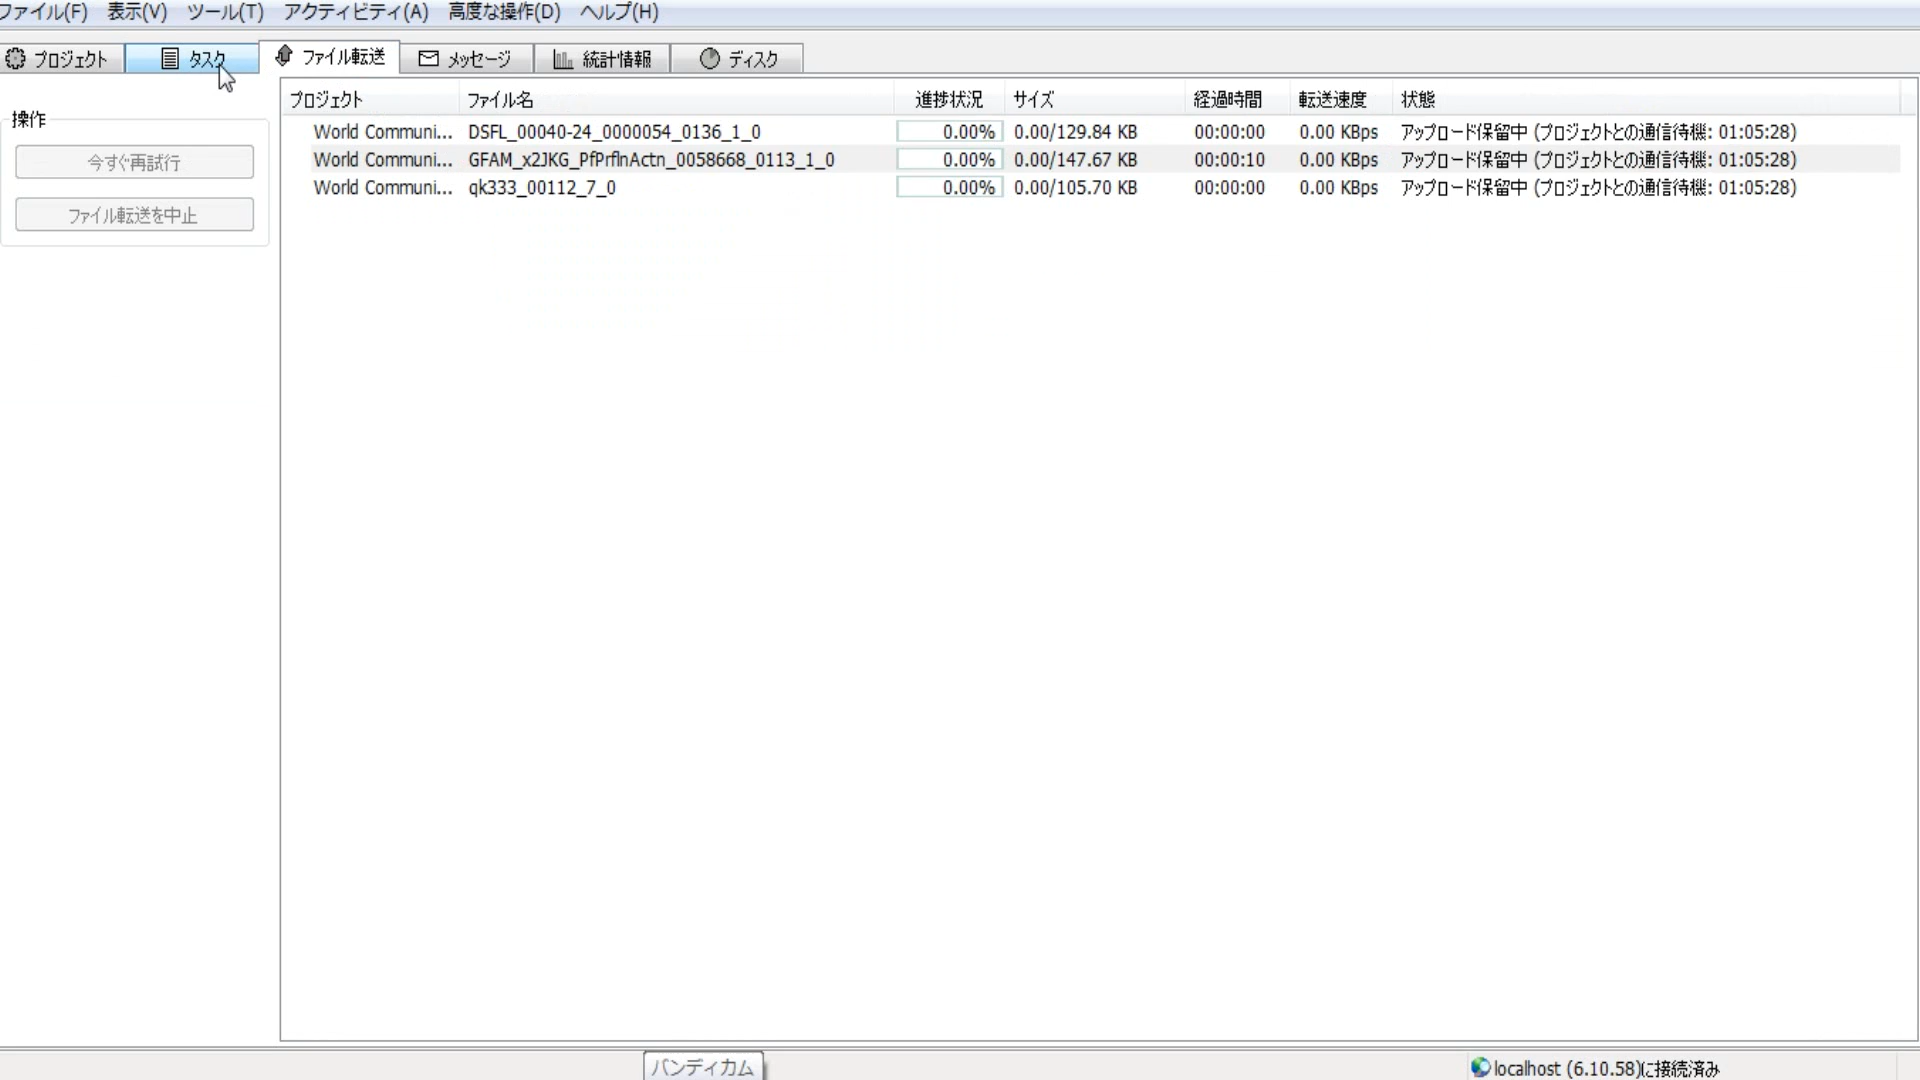 ファイル(F) 表示(V) ツール(T) アクティビティ(A) 高度な操作(D) ヘルプ(H)
プロジェクト タスク ファイル転送 メッセージ 統計情報 ディスク
操作
今すぐ再試行
ファイル転送を中止
プロジェクト ファイル名 進捗状況 サイズ 経過時間 転送速度 状態
World Communi... DSFL_00040-24_0000054_0136_1_0 0.00% 0.00/129.84 KB 00:00:00 0.00 KBps アップロード保留中 (プロジェクトとの通信待機: 01:05:28)
World Communi... GFAM_x2JKG_PfPrflnActn_0058668_0113_1_0 0.00% 0.00/147.67 KB 00:00:10 0.00 KBps アップロード保留中 (プロジェクトとの通信待機: 01:05:28)
World Communi... qk333_00112_7_0 0.00% 0.00/105.70 KB 00:00:00 0.00 KBps アップロード保留中 (プロジェクトとの通信待機: 01:05:28)
バンディカム
localhost (6.10.58)に接続済み